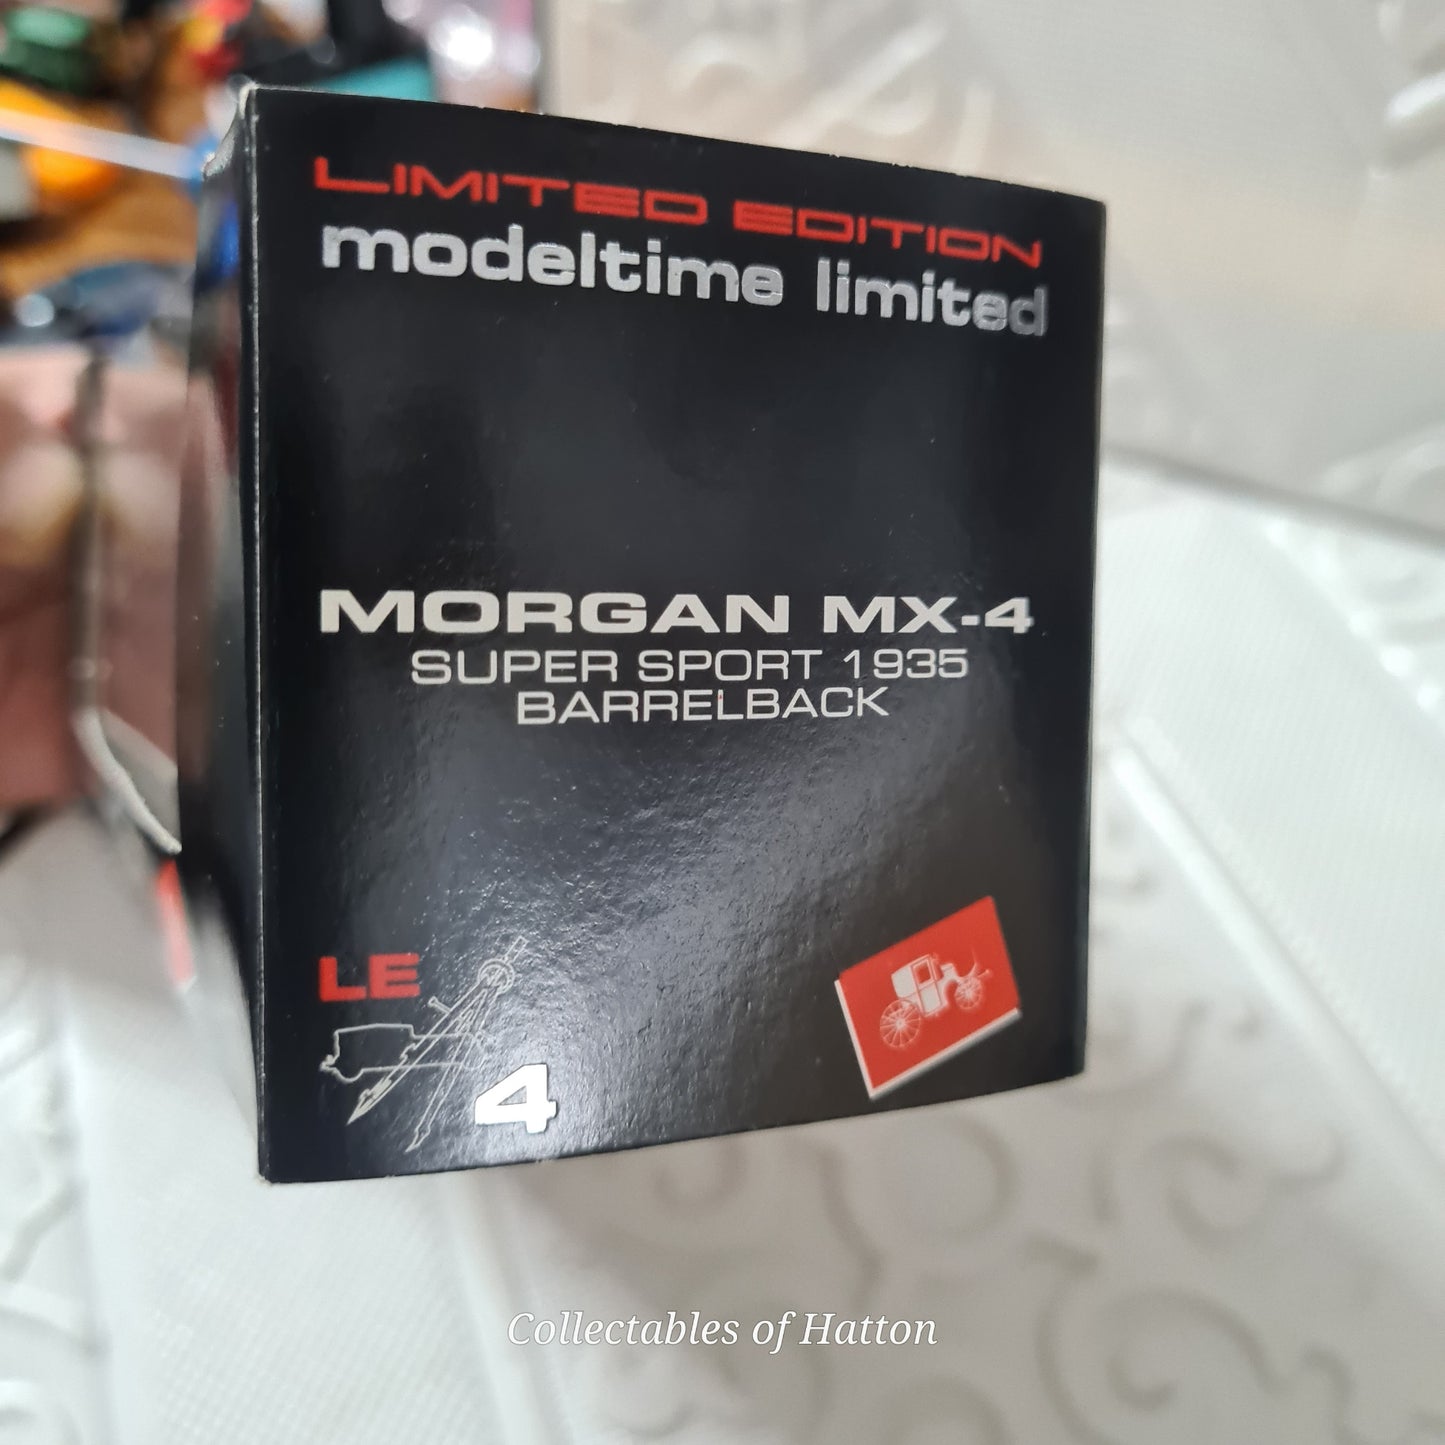 LIMITED EDITION
modeltime limited
MORGAN MX-4
SUPER SPORT 1935
BARRELBACK
LE
4
Collectables of Hatton